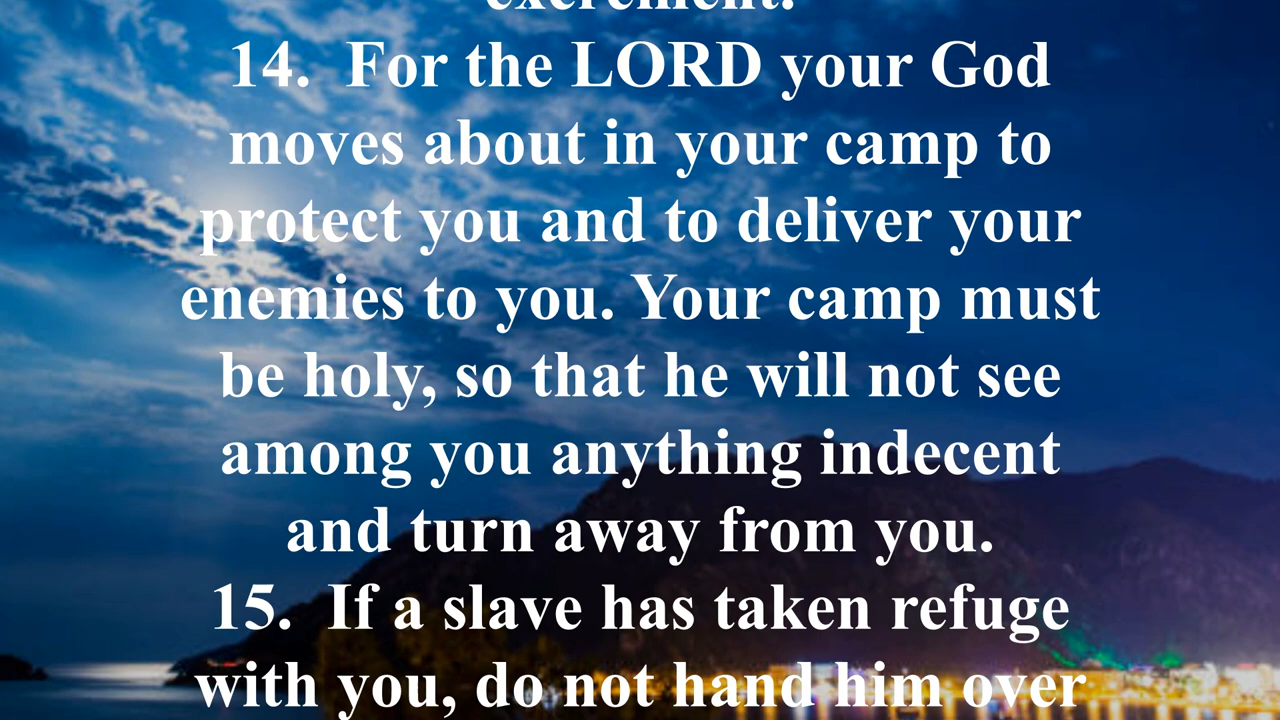 excrement.
14. For the LORD your God
moves about in your camp to
protect you and to deliver your
enemies to you. Your camp must
be holy, so that he will not see
among you anything indecent
and turn away from you.
15. If a slave has taken refuge
with you, do not hand him over